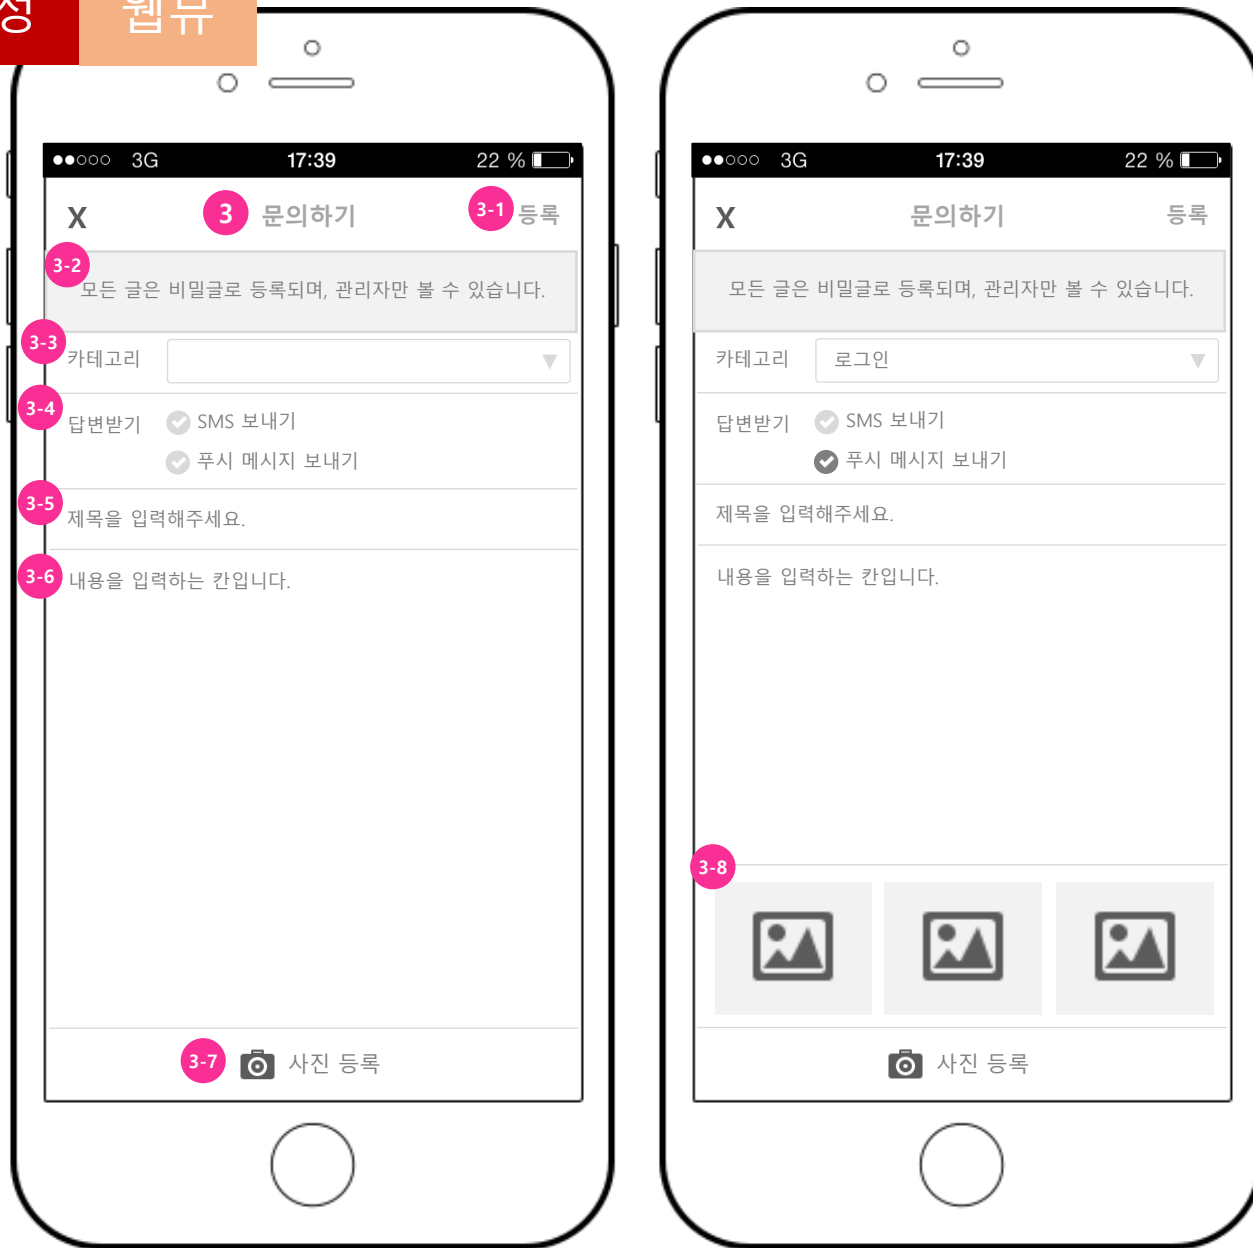 웹뷰
3G 17:39 22 %
X 3 문의하기 3-1 등록
3-2
모든 글은 비밀글로 등록되며, 관리자만 볼 수 있습니다.
3-3
카테고리
3-4
답변받기 SMS 보내기
푸시 메시지 보내기
3-5
제목을 입력해주세요.
3-6
내용을 입력하는 칸입니다.
3-7 사진 등록
3G 17:39 22 %
X 문의하기 등록
모든 글은 비밀글로 등록되며, 관리자만 볼 수 있습니다.
카테고리 로그인
답변받기 SMS 보내기
푸시 메시지 보내기
제목을 입력해주세요.
내용을 입력하는 칸입니다.
3-8
사진 등록